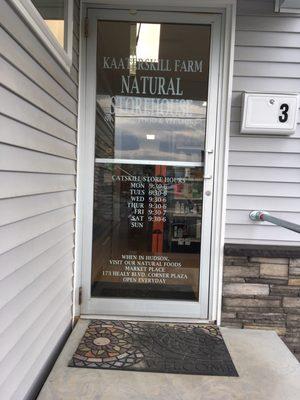 KAATERSKILL FARM
NATURAL
STOREHOUSE
CATSKILL STORE HOURS
MON 9:30-6
TUES 9:30-6
WED 9:30-6
THUR 9:30-6
FRI 9:30-7
SAT 9:30-6
SUN
WHEN IN HUDSON,
VISIT OUR NATURAL FOODS
MARKET PLACE
173 HEALY BLVD. CORNER PLAZA
OPEN EVERYDAY
3